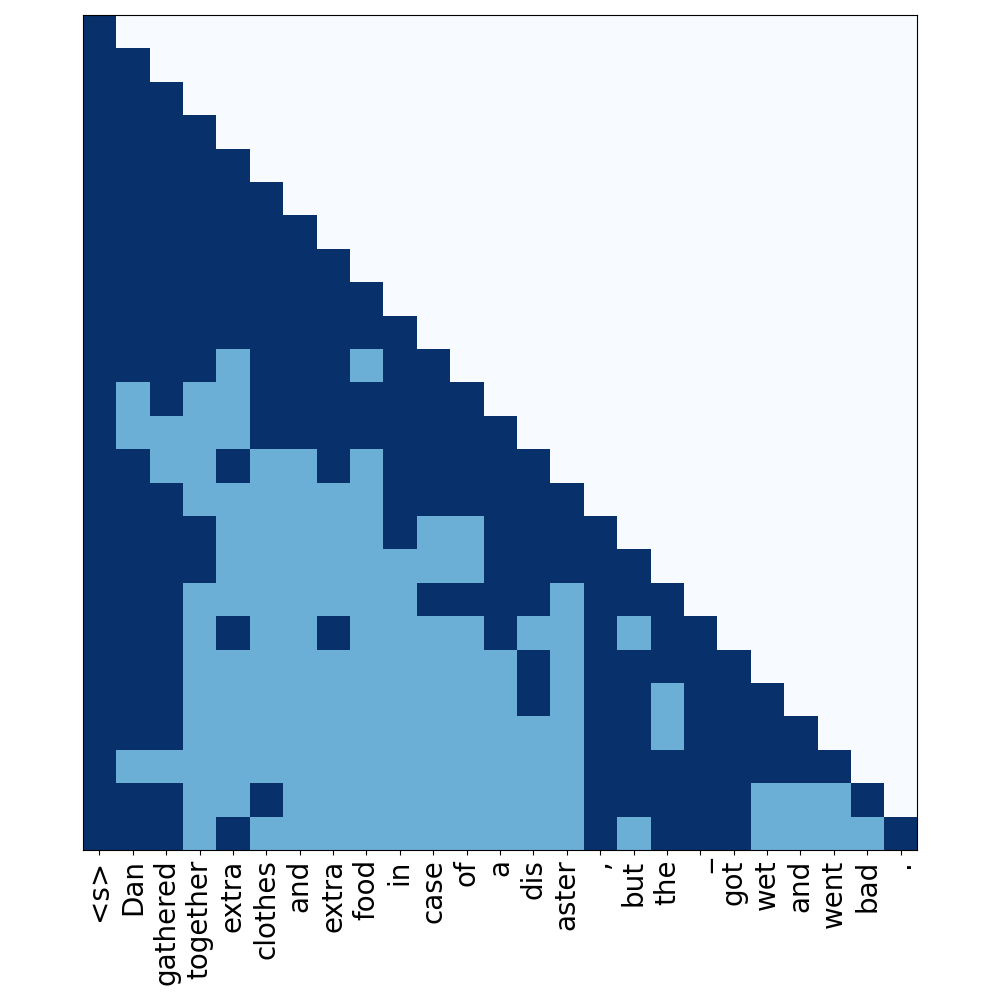 <s>
Dan
gathered
together
extra
clothes
and
extra
food
in
case
of
a
dis
aster
,
but
the
_
got
wet
and
went
bad
.